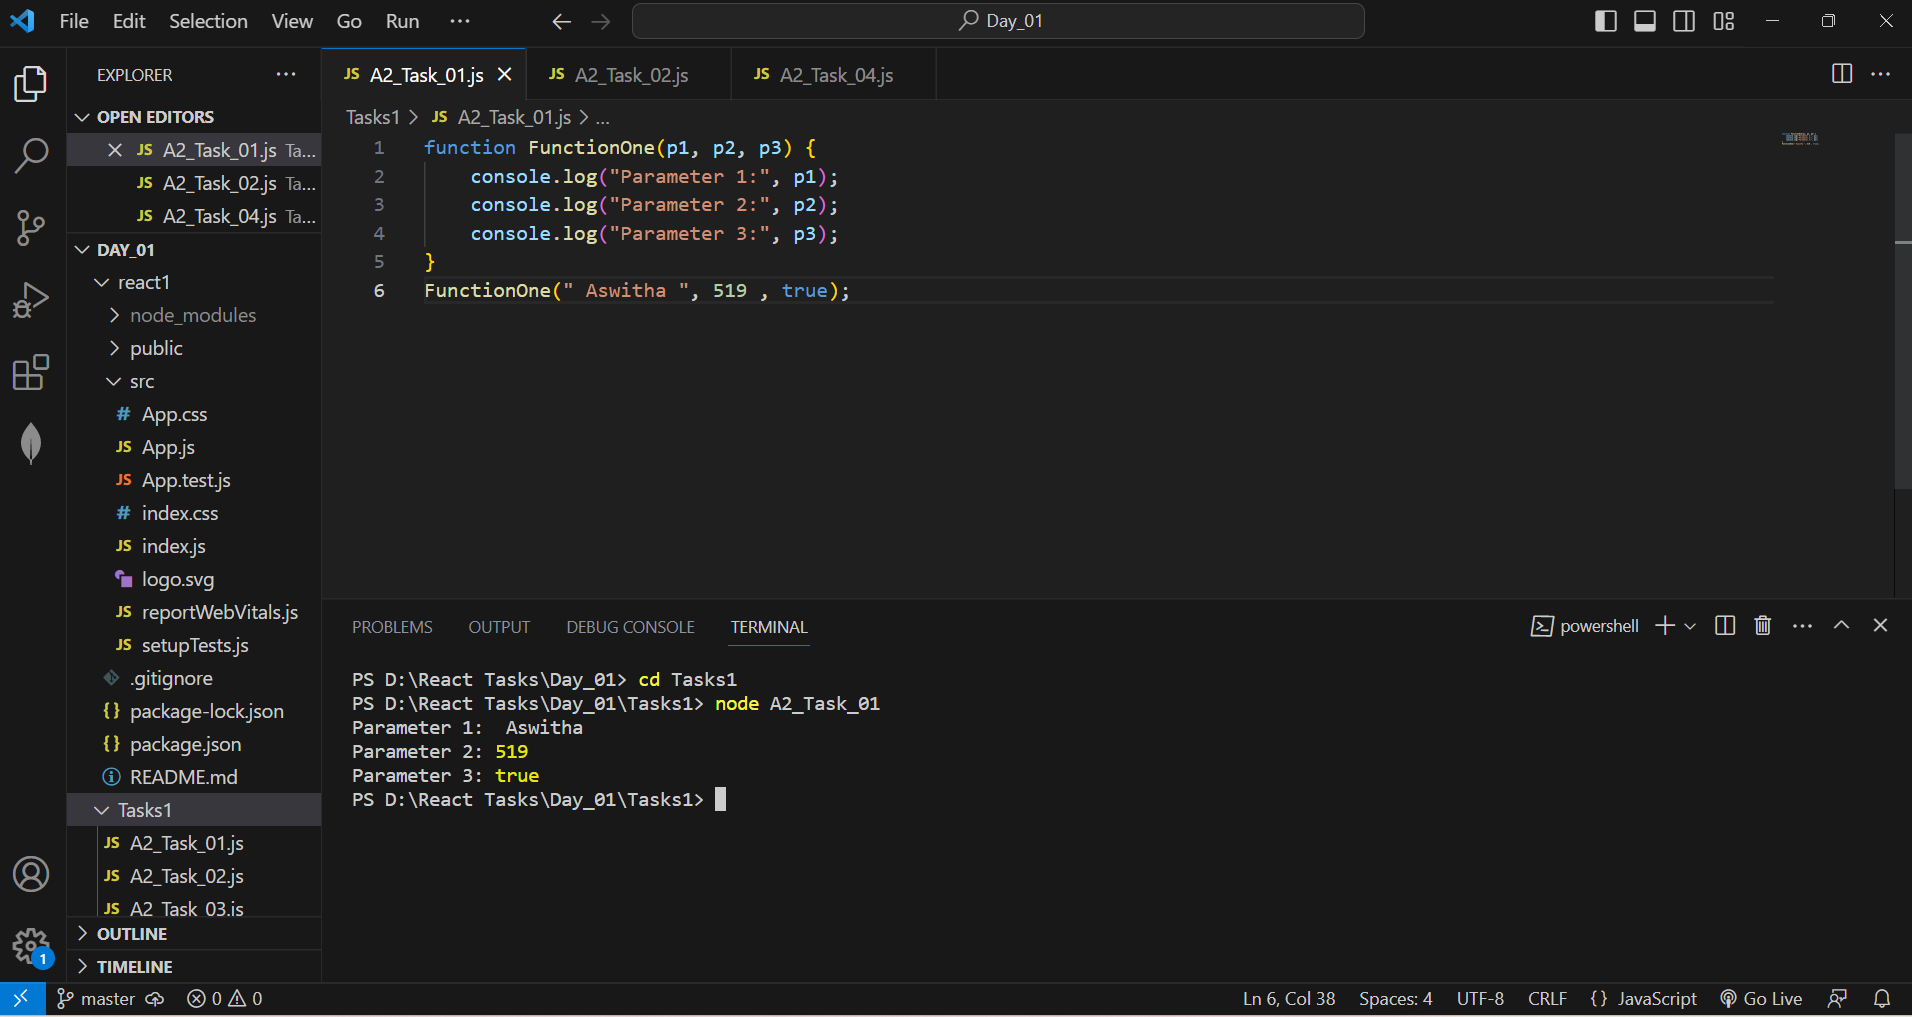 File Edit Selection View Go Run ··· Day_01
EXPLORER ···
OPEN EDITORS
JS A2_Task_01.js Ta...
JS A2_Task_02.js Ta...
JS A2_Task_04.js Ta...
DAY_01
react1
node_modules
public
src
# App.css
JS App.js
JS App.test.js
# index.css
JS index.js
logo.svg
JS reportWebVitals.js
JS setupTests.js
.gitignore
{} package-lock.json
{} package.json
README.md
Tasks1
JS A2_Task_01.js
JS A2_Task_02.js
JS A2_Task_03.js
OUTLINE
TIMELINE
1
JS A2_Task_01.js JS A2_Task_02.js JS A2_Task_04.js
Tasks1 > JS A2_Task_01.js > ...
1 function FunctionOne(p1, p2, p3) {
2 console.log("Parameter 1:", p1);
3 console.log("Parameter 2:", p2);
4 console.log("Parameter 3:", p3);
5 }
6 FunctionOne(" Aswitha ", 519 , true);
PROBLEMS OUTPUT DEBUG CONSOLE TERMINAL powershell
PS D:\React Tasks\Day_01> cd Tasks1
PS D:\React Tasks\Day_01\Tasks1> node A2_Task_01
Parameter 1:  Aswitha
Parameter 2: 519
Parameter 3: true
PS D:\React Tasks\Day_01\Tasks1>
master 0 0 Ln 6, Col 38 Spaces: 4 UTF-8 CRLF {} JavaScript Go Live